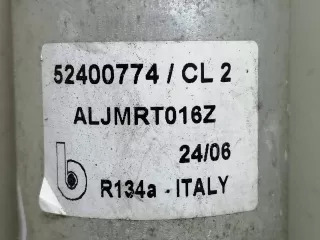 52400774 / CL 2
ALJMRT016Z
24/06
R134a - ITALY